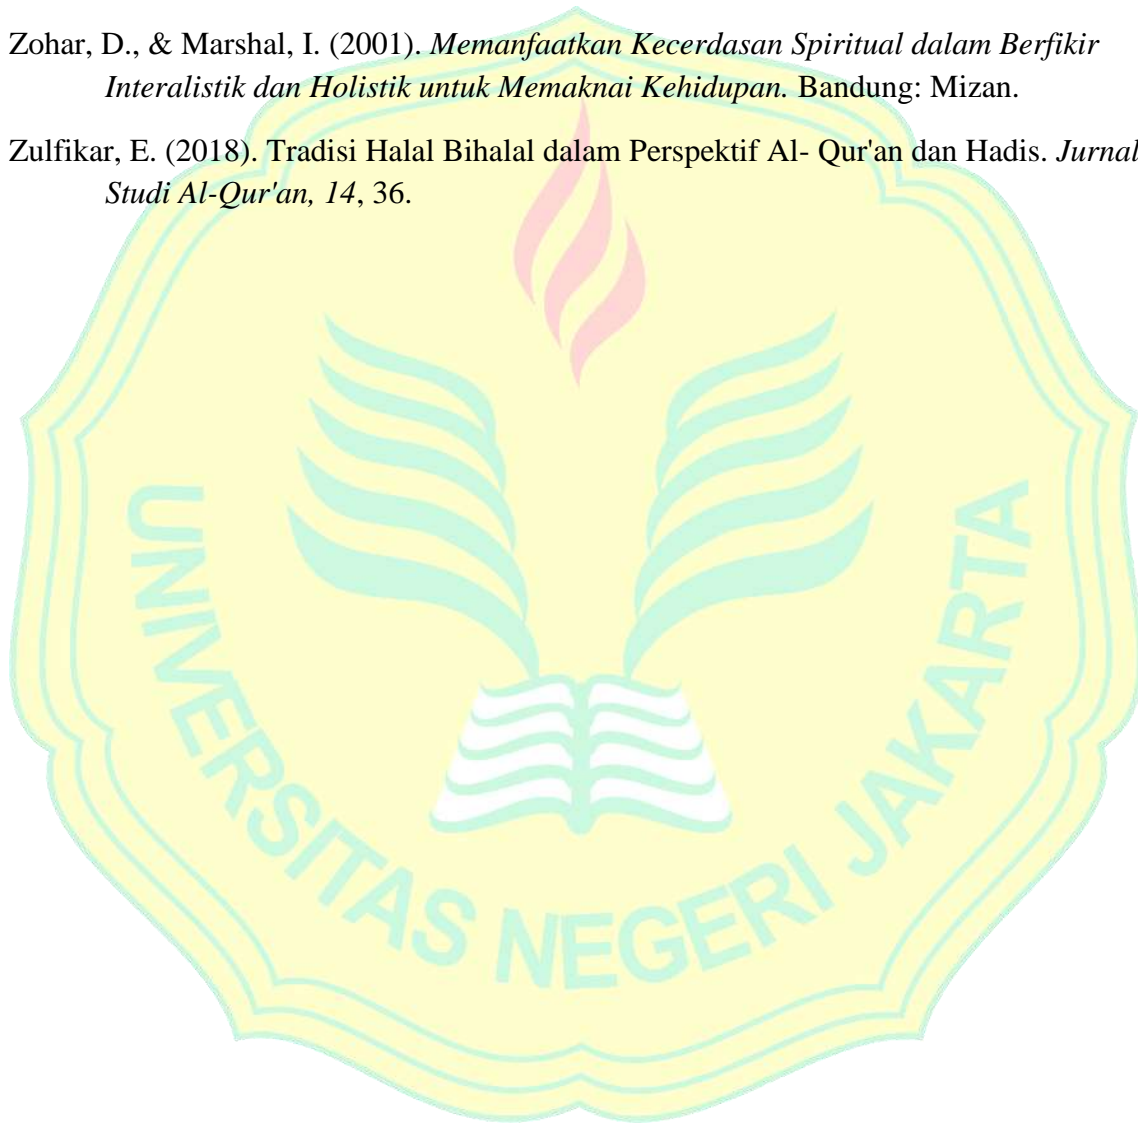 Zohar, D., & Marshal, I. (2001). Memanfaatkan Kecerdasan Spiritual dalam Berfikir
Interalistik dan Holistik untuk Memaknai Kehidupan. Bandung: Mizan.
Zulfikar, E. (2018). Tradisi Halal Bihalal dalam Perspektif Al- Qur'an dan Hadis. Jurnal
Studi Al-Qur'an, 14, 36.
UNIVERSITAS NEGERI JAKARTA